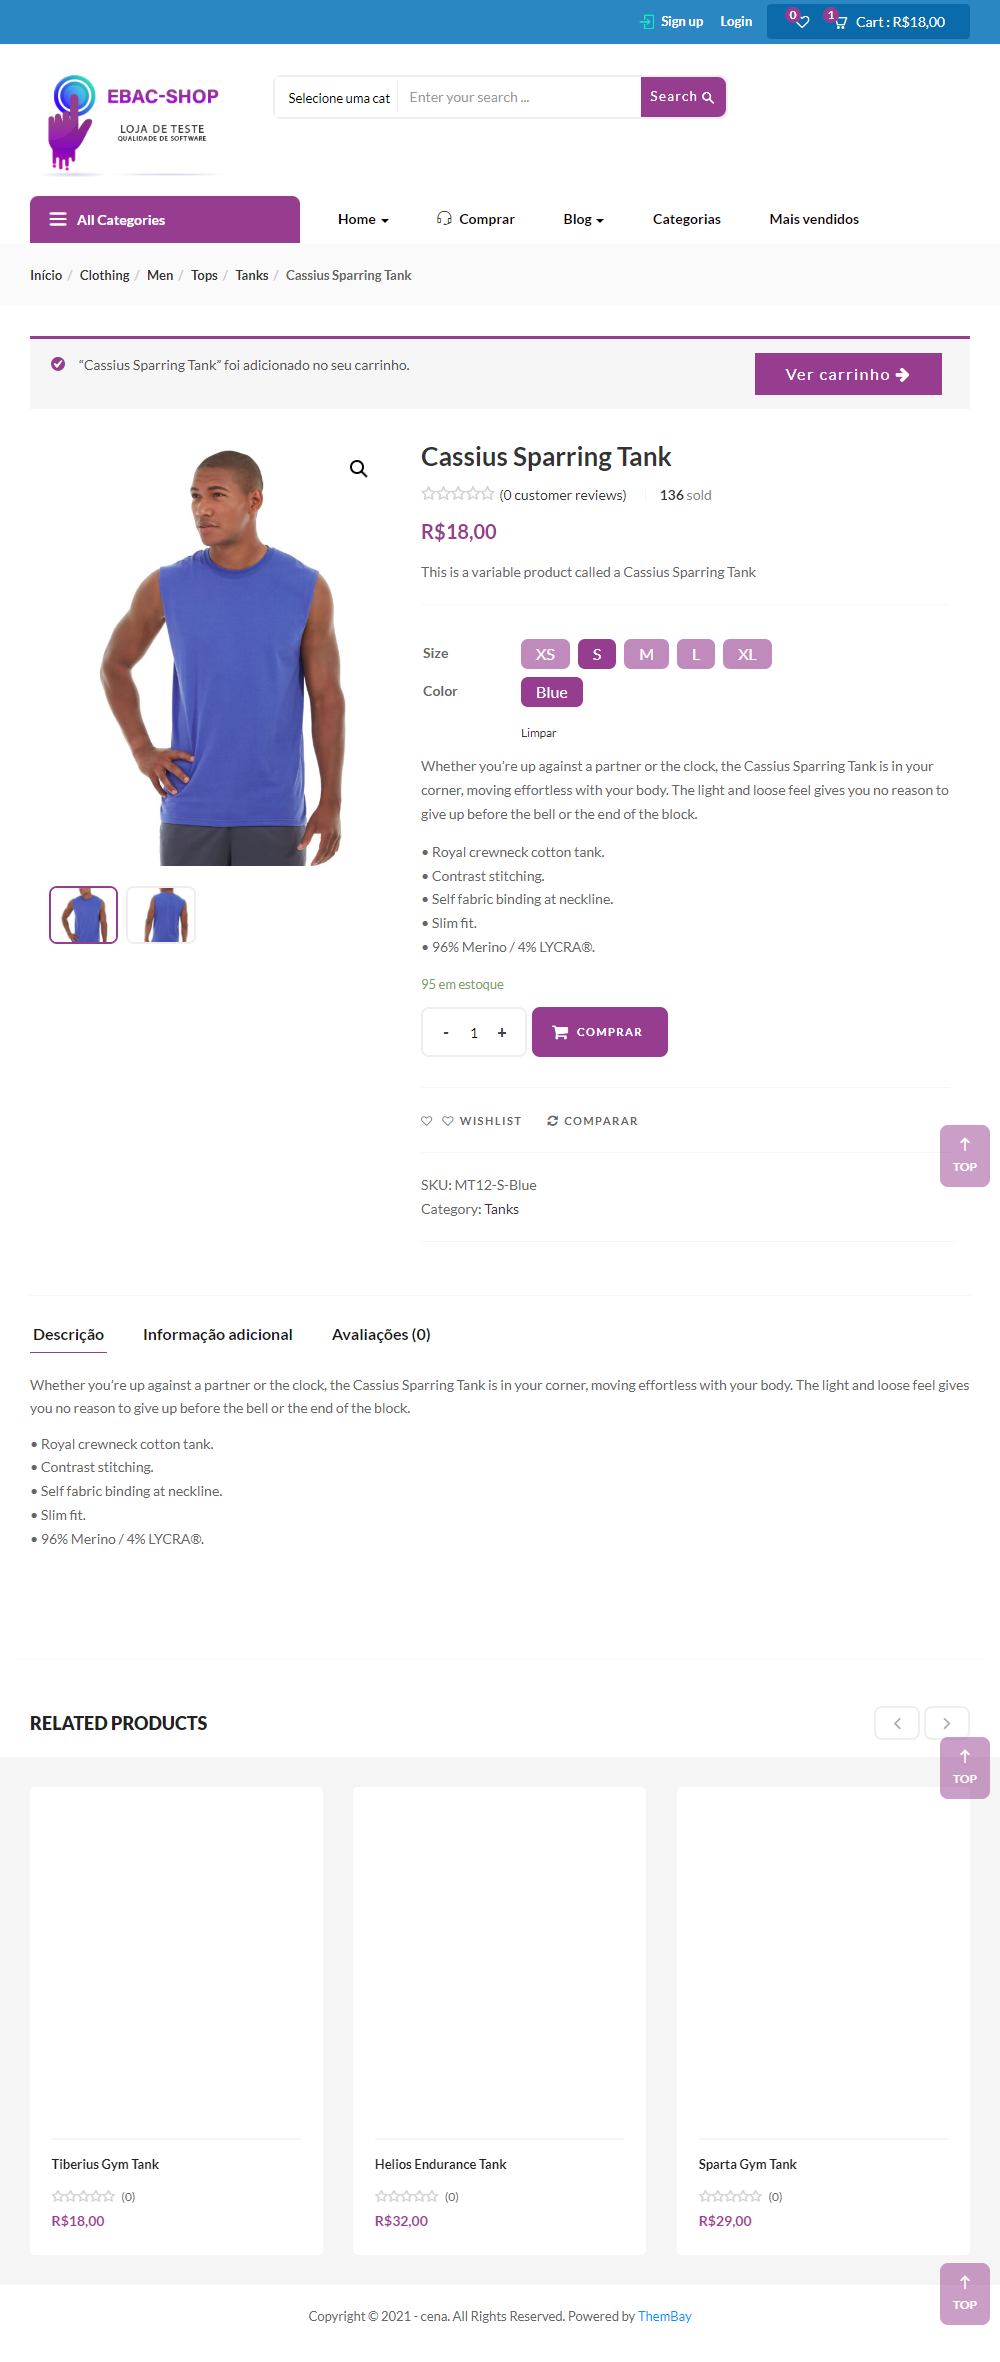 Sign up Login 0 1 Cart : R$18,00
EBAC-SHOP
LOJA DE TESTE
QUALIDADE DE SOFTWARE
Selecione uma cat Enter your search ... Search
All Categories Home Comprar Blog Categorias Mais vendidos
Início / Clothing / Men / Tops / Tanks / Cassius Sparring Tank
“Cassius Sparring Tank” foi adicionado no seu carrinho. Ver carrinho
Cassius Sparring Tank
(0 customer reviews) 136 sold
R$18,00
This is a variable product called a Cassius Sparring Tank
Size XS S M L XL
Color Blue
Limpar
Whether you’re up against a partner or the clock, the Cassius Sparring Tank is in your
corner, moving effortless with your body. The light and loose feel gives you no reason to
give up before the bell or the end of the block.
• Royal crewneck cotton tank.
• Contrast stitching.
• Self fabric binding at neckline.
• Slim fit.
• 96% Merino / 4% LYCRA®.
95 em estoque
- 1 + COMPRAR
WISHLIST COMPARAR
TOP
SKU: MT12-S-Blue
Category: Tanks
Descrição Informação adicional Avaliações (0)
Whether you’re up against a partner or the clock, the Cassius Sparring Tank is in your corner, moving effortless with your body. The light and loose feel gives
you no reason to give up before the bell or the end of the block.
• Royal crewneck cotton tank.
• Contrast stitching.
• Self fabric binding at neckline.
• Slim fit.
• 96% Merino / 4% LYCRA®.
RELATED PRODUCTS
TOP
Tiberius Gym Tank
(0)
R$18,00
Helios Endurance Tank
(0)
R$32,00
Sparta Gym Tank
(0)
R$29,00
TOP
Copyright © 2021 - cena. All Rights Reserved. Powered by ThemBay